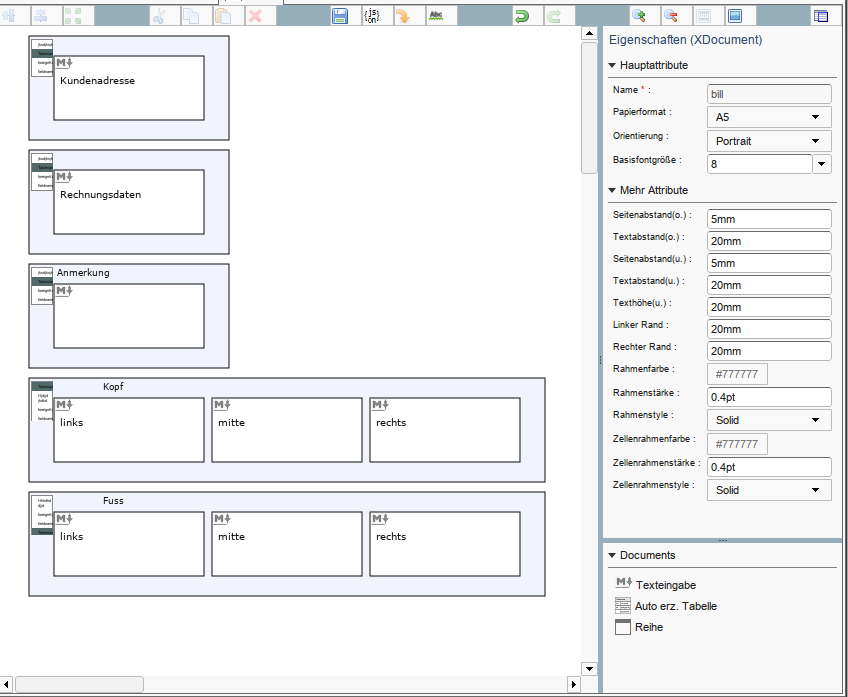 {js on}
Abc
Kundenadresse
Rechnungsdaten
Anmerkung
Kopf
links
mitte
rechts
Fuss
links
mitte
rechts
Eigenschaften (XDocument)
Hauptattribute
Name * : bill
Papierformat : A5
Orientierung : Portrait
Basisfontgröße : 8
Mehr Attribute
Seitenabstand(o.) : 5mm
Textabstand(o.) : 20mm
Seitenabstand(u.) : 5mm
Textabstand(u.) : 20mm
Texthöhe(u.) : 20mm
Linker Rand : 20mm
Rechter Rand : 20mm
Rahmenfarbe : #777777
Rahmenstärke : 0.4pt
Rahmenstyle : Solid
Zellenrahmenfarbe : #777777
Zellenrahmenstärke : 0.4pt
Zellenrahmenstyle : Solid
Documents
M Texteingabe
Auto erz. Tabelle
Reihe